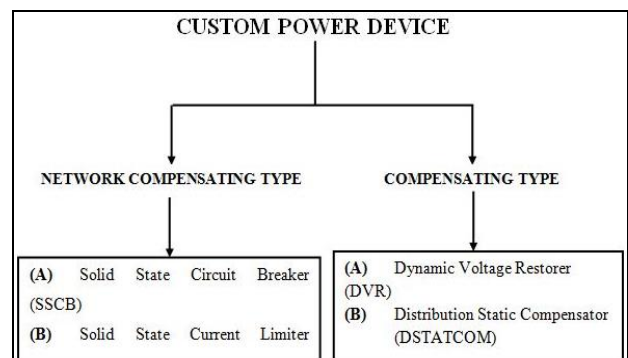 CUSTOM POWER DEVICE
NETWORK COMPENSATING TYPE
COMPENSATING TYPE
(A) Solid State Circuit Breaker
(SSCB)
(B) Solid State Current Limiter
(A) Dynamic Voltage Restorer
(DVR)
(B) Distribution Static Compensator
(DSTATCOM)